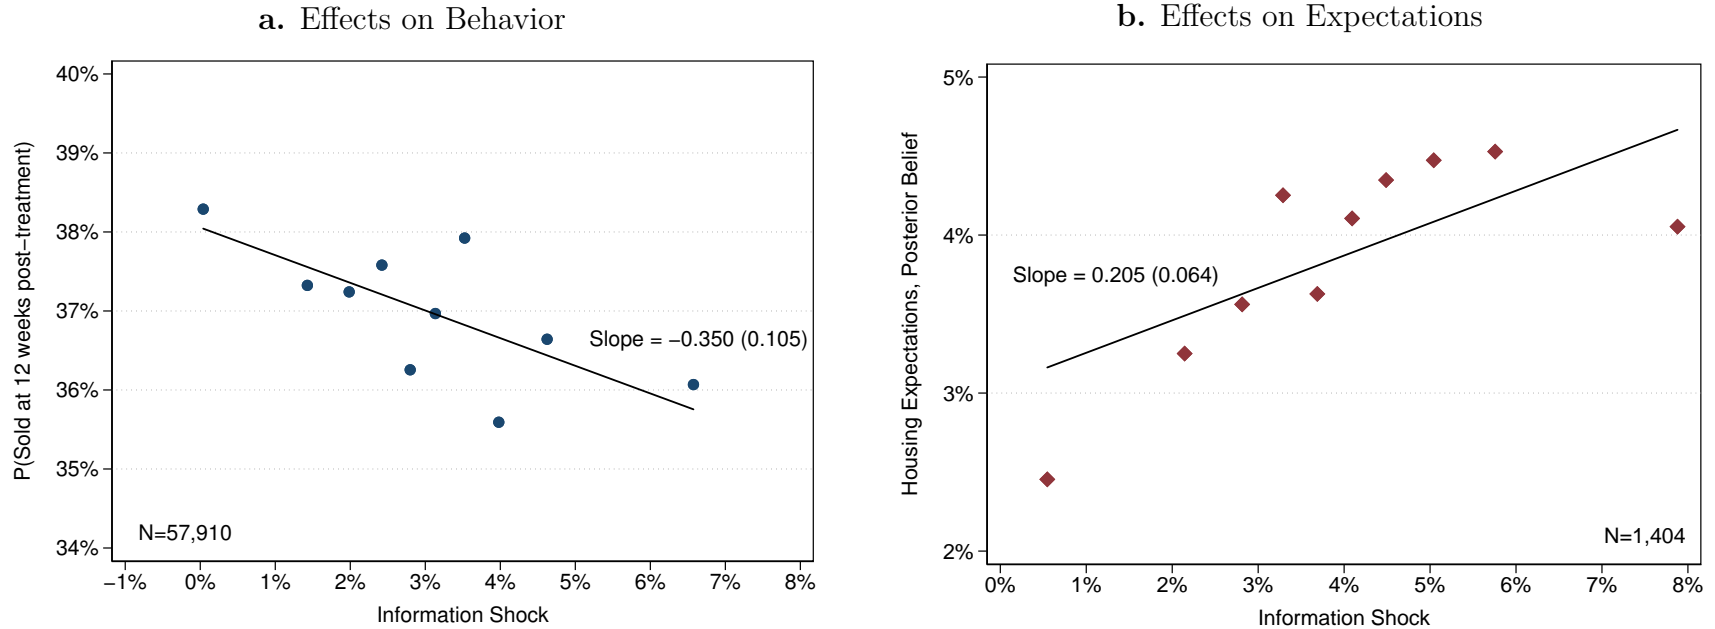 a. Effects on Behavior
40%
39%
38%
37%
36%
35%
34%
P(Sold at 12 weeks post−treatment)
Slope = −0.350 (0.105)
N=57,910
−1% 0% 1% 2% 3% 4% 5% 6% 7% 8%
Information Shock
b. Effects on Expectations
5%
4%
3%
2%
Housing Expectations, Posterior Belief
Slope = 0.205 (0.064)
N=1,404
0% 1% 2% 3% 4% 5% 6% 7% 8%
Information Shock